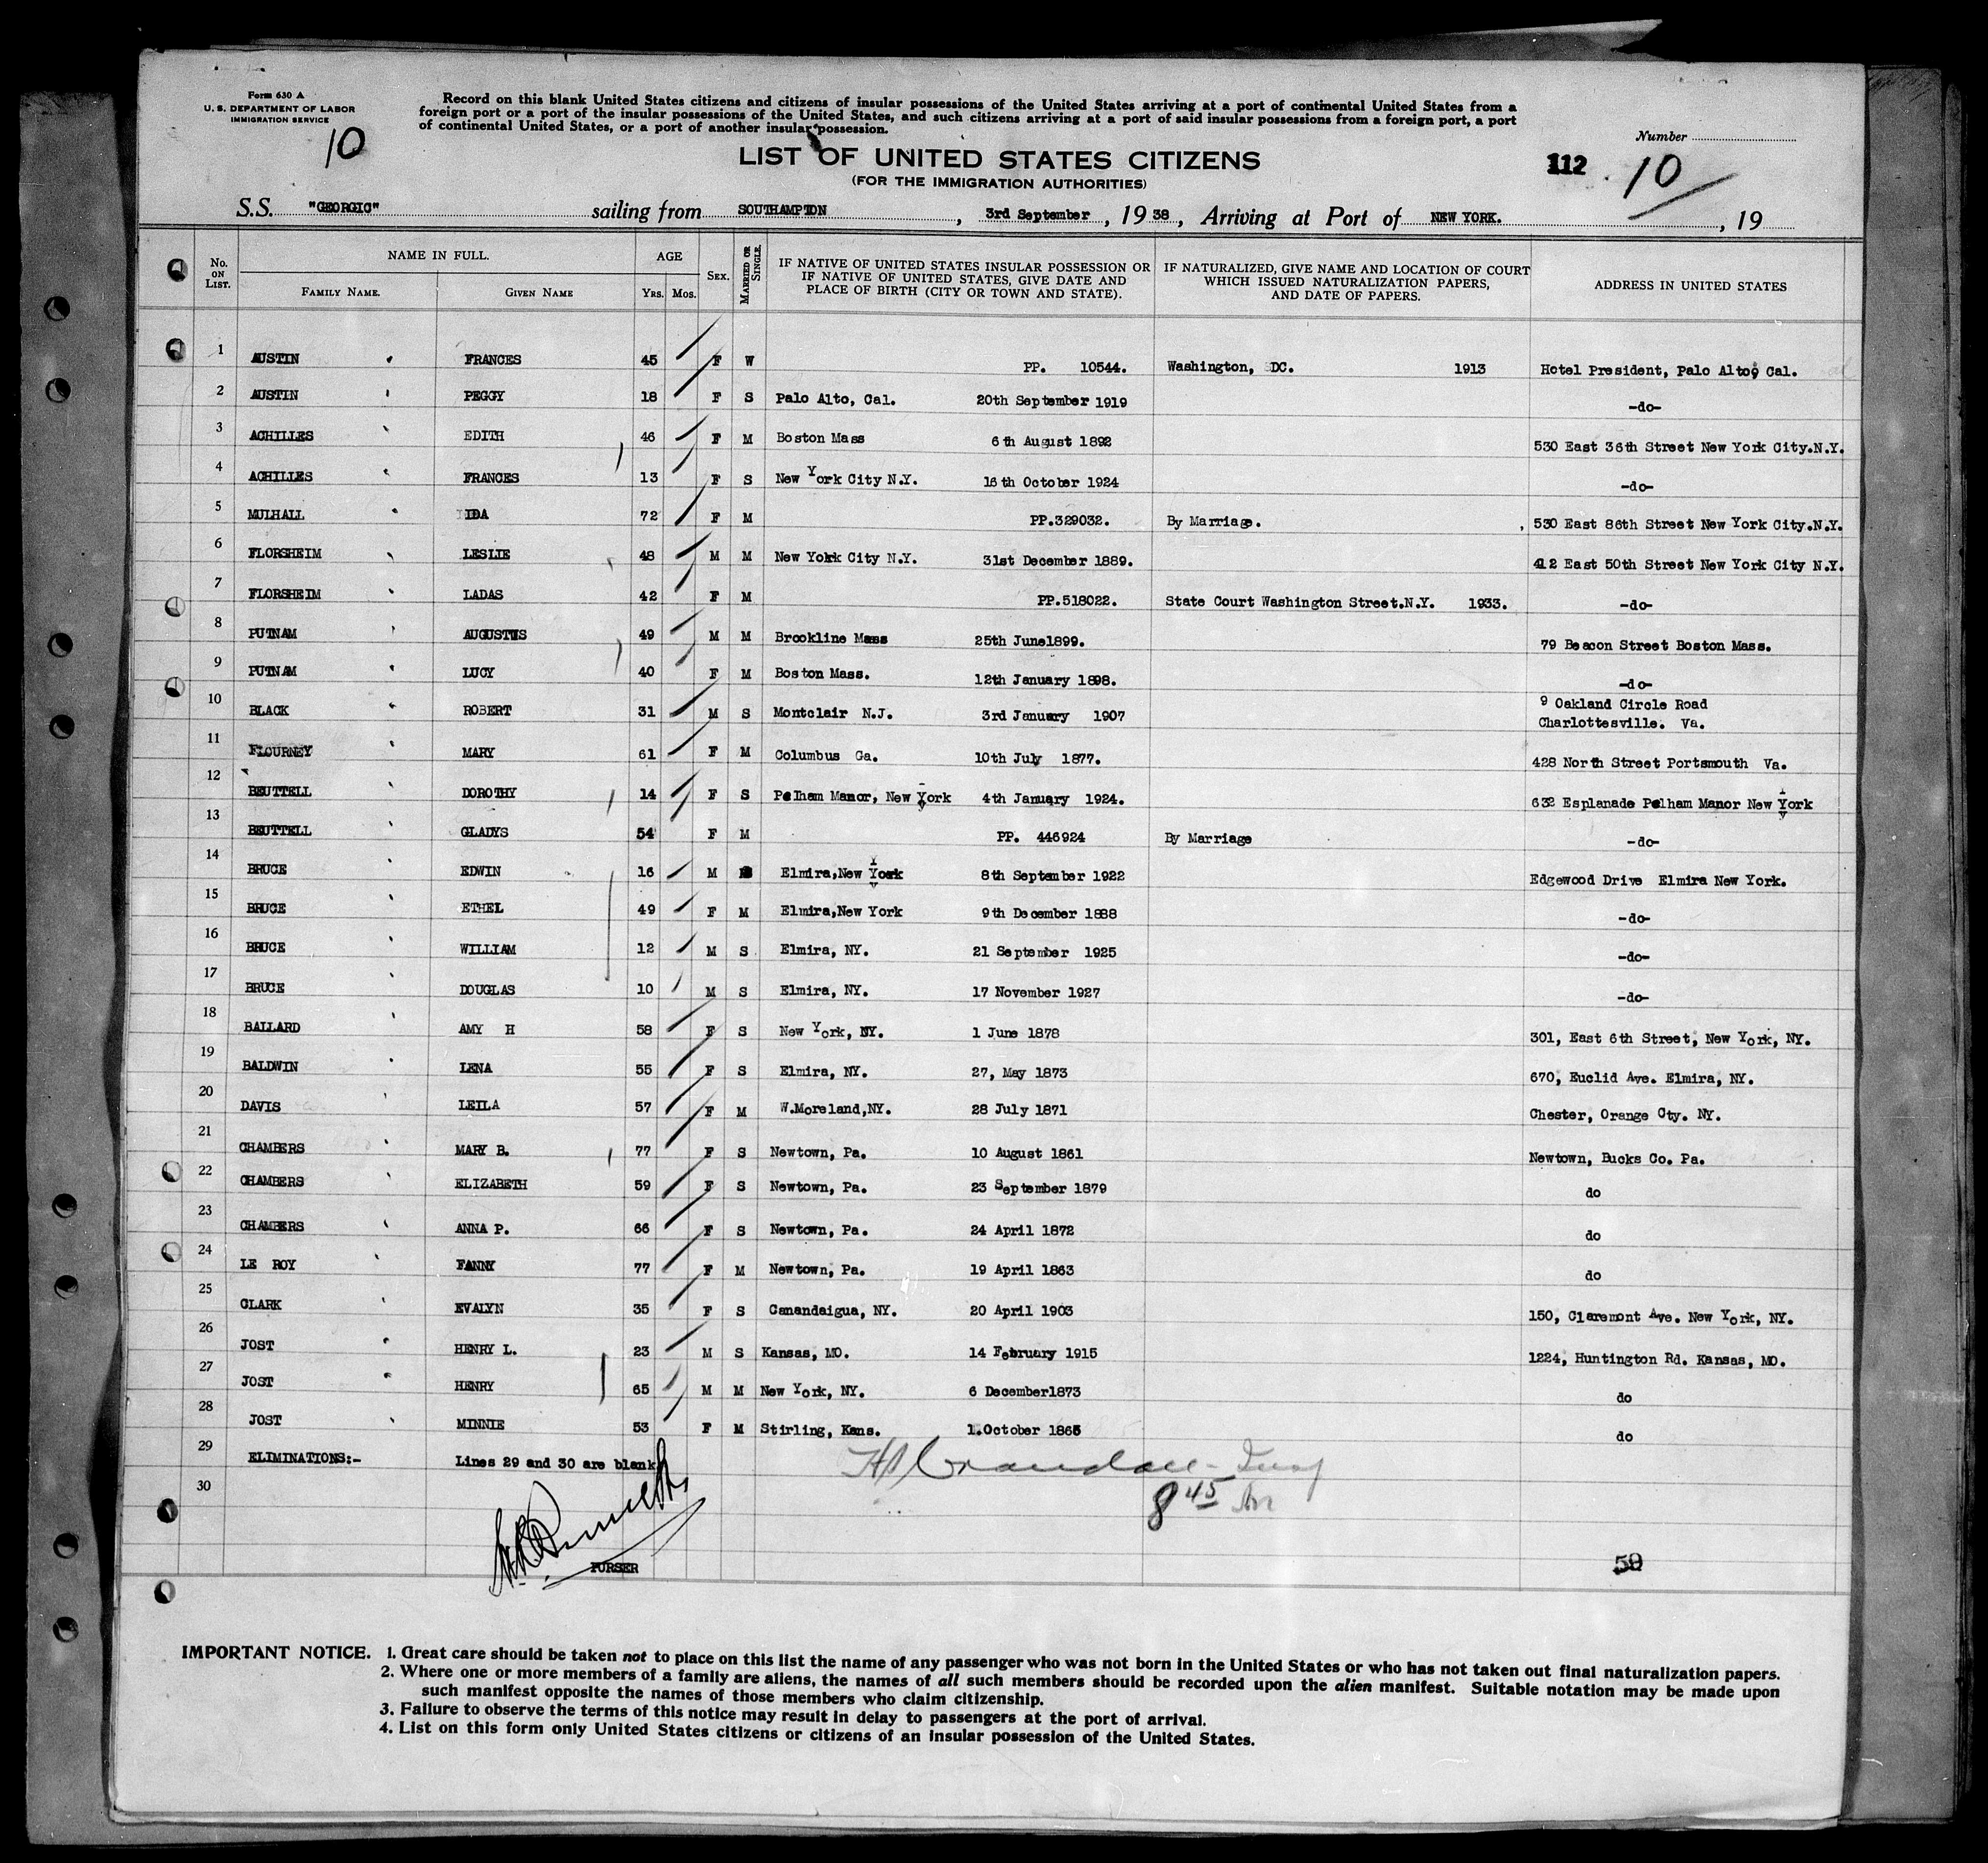 Form 630 A
U. S. DEPARTMENT OF LABOR
IMMIGRATION SERVICE
10
Record on this blank United States citizens and citizens of insular possessions of the United States arriving at a port of continental United States from a
foreign port or a port of the insular possessions of the United States, and such citizens arriving at a port of said insular possessions from a foreign port, a port
of continental United States, or a port of another insular possession.
Number
LIST OF UNITED STATES CITIZENS
112 10
(FOR THE IMMIGRATION AUTHORITIES)
S.S. "GEORGIC" sailing from SOUTHAMPTON, 3rd September, 1938, Arriving at Port of NEW YORK., 19
No. ON LIST. NAME IN FULL. FAMILY NAME. GIVEN NAME AGE YRS. MOS. SEX. MARRIED OR SINGLE.
IF NATIVE OF UNITED STATES INSULAR POSSESSION OR IF NATIVE OF UNITED STATES, GIVE DATE AND PLACE OF BIRTH (CITY OR TOWN AND STATE).
IF NATURALIZED, GIVE NAME AND LOCATION OF COURT WHICH ISSUED NATURALIZATION PAPERS, AND DATE OF PAPERS.
ADDRESS IN UNITED STATES
1 AUSTIN FRANCES 45 F W PP. 10544. Washington, DC. 1913 Hotel President, Palo Alto, Cal.
2 AUSTIN PEGGY 18 F S Palo Alto, Cal. 20th September 1919 -do-
3 ACHILLES EDITH 46 F M Boston Mass 6th August 1892 530 East 36th Street New York City.N.Y.
4 ACHILLES FRANCES 13 F S New York City N.Y. 16th October 1924 -do-
5 MULHALL IDA 72 F M PP.329032. By Marriage. , 530 East 86th Street New York City.N.Y.
6 FLORSHEIM LESLIE 48 M M New York City N.Y. 31st December 1889. 412 East 50th Street New York City N.Y.
7 FLORSHEIM LADAS 42 F M PP.518022. State Court Washington Street.N.Y. 1933. -do-
8 PUTNAM AUGUSTUS 49 M M Brookline Mass 25th June1899. 79 Beacon Street Boston Mass.
9 PUTNAM LUCY 40 F M Boston Mass. 12th January 1898. -do-
10 BLACK ROBERT 31 M S Montclair N.J. 3rd January 1907 9 Oakland Circle Road
Charlottesville. Va.
11 FLOURNEY MARY 61 F M Columbus Ga. 10th July 1877. 428 North Street Portsmouth Va.
12 BEUTTELL DOROTHY 14 F S Pelham Manor, New York 4th January 1924. 632 Esplanade Pelham Manor New York
13 BEUTTELL GLADYS 54 F M PP. 446924 By Marriage -do-
14 BRUCE EDWIN 16 M Elmira,New York 8th September 1922 Edgewood Drive Elmira New York.
15 BRUCE ETHEL 49 F M Elmira,New York 9th December 1888 -do-
16 BRUCE WILLIAM 12 M S Elmira, NY. 21 September 1925 -do-
17 BRUCE DOUGLAS 10 M S Elmira, NY. 17 November 1927 -do-
18 BALLARD AMY H 58 F S New York, NY. 1 June 1878 301, East 6th Street, New York, NY.
19 BALDWIN LENA 55 F S Elmira, NY. 27, May 1873 670, Euclid Ave. Elmira, NY.
20 DAVIS LEILA 57 F M W.Moreland,NY. 28 July 1871 Chester, Orange Cty. NY.
21 CHAMBERS MARY B. 77 F S Newtown, Pa. 10 August 1861 Newtown, Bucks Co. Pa.
22 CHAMBERS ELIZABETH 59 F S Newtown, Pa. 23 September 1879 do
23 CHAMBERS ANNA P. 66 F S Newtown, Pa. 24 April 1872 do
24 LE ROY FANNY 77 F M Newtown, Pa. 19 April 1863 do
25 CLARK EVALYN 35 F S Canandaigua, NY. 20 April 1903 150, Claremont Ave. New York, NY.
26 JOST HENRY L. 23 M S Kansas, MO. 14 February 1915 1224, Huntington Rd. Kansas, MO.
27 JOST HENRY 65 M M New York, NY. 6 December1873 do
28 JOST MINNIE 53 F M Stirling, Kans. 1.October 1865 do
29 ELIMINATIONS:- Lines 29 and 30 are blank
30
8 45 Am
PURSER
59
IMPORTANT NOTICE. 1. Great care should be taken not to place on this list the name of any passenger who was not born in the United States or who has not taken out final naturalization papers.
2. Where one or more members of a family are aliens, the names of all such members should be recorded upon the alien manifest. Suitable notation may be made upon
such manifest opposite the names of those members who claim citizenship.
3. Failure to observe the terms of this notice may result in delay to passengers at the port of arrival.
4. List on this form only United States citizens or citizens of an insular possession of the United States.